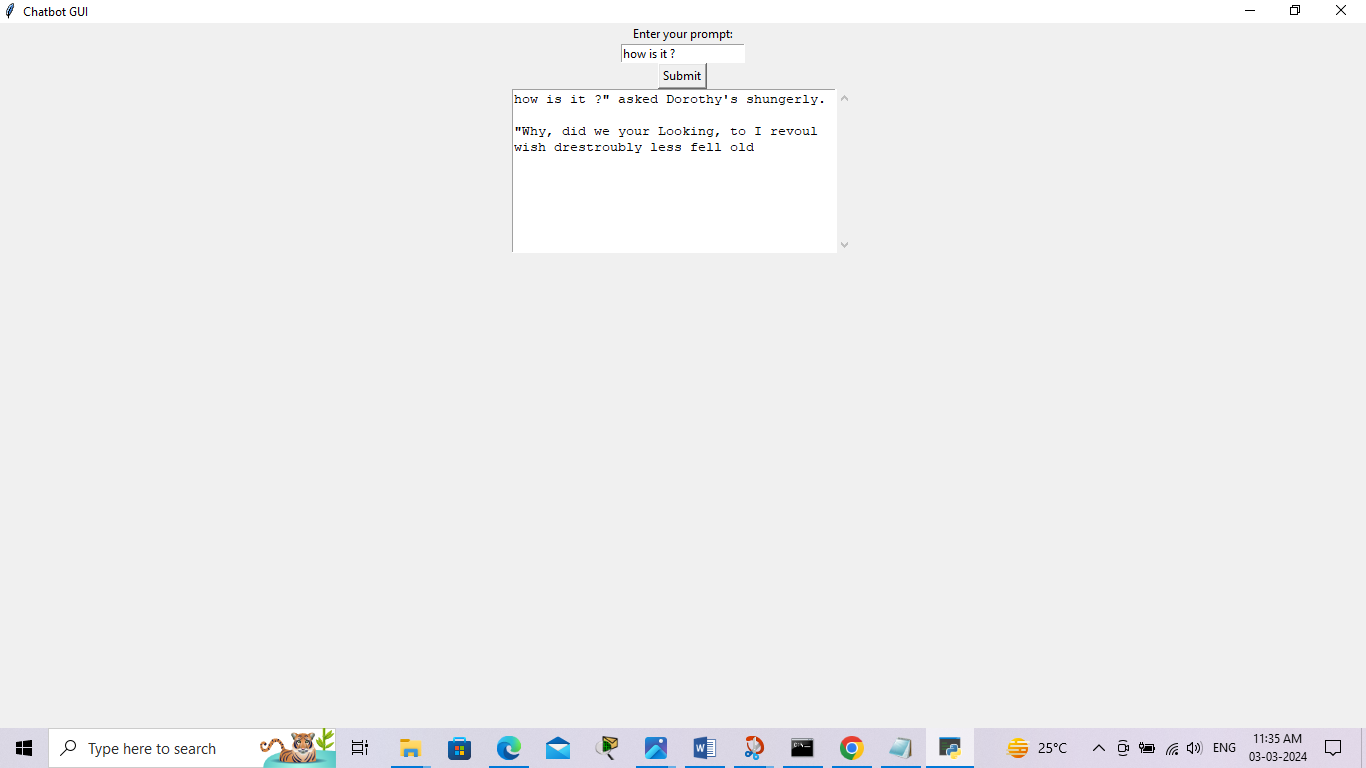 Chatbot GUI
Enter your prompt:
how is it ?
Submit
how is it ?" asked Dorothy's shungerly.
"Why, did we your Looking, to I revoul
wish drestroubly less fell old
Type here to search
25°C
ENG
11:35 AM
03-03-2024